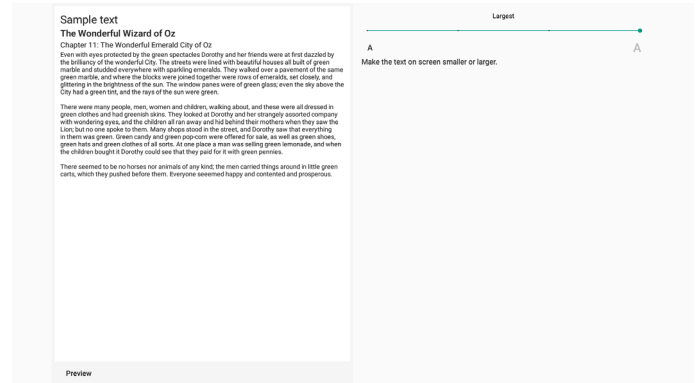 Sample text
The Wonderful Wizard of Oz
Chapter 11: The Wonderful Emerald City of Oz
Even with eyes protected by the green spectacles Dorothy and her friends were at first dazzled by
the brilliancy of the wonderful City. The streets were lined with beautiful houses all built of green
marble and studded everywhere with sparkling emeralds. They walked over a pavement of the same
green marble, and where the blocks were joined together were rows of emeralds, set closely, and
glittering in the brightness of the sun. The window panes were of green glass; even the sky above the
City had a green tint, and the rays of the sun were green.
There were many people, men, women and children, walking about, and these were all dressed in
green clothes and had greenish skins. They looked at Dorothy and her strangely assorted company
with wondering eyes, and the children all ran away and hid behind their mothers when they saw the
Lion; but no one spoke to them. Many shops stood in the street, and Dorothy saw that everything
in them was green. Green candy and green pop-corn were offered for sale, as well as green shoes,
green hats and green clothes of all sorts. At one place a man was selling green lemonade, and when
the children bought it Dorothy could see that they paid for it with green pennies.
There seemed to be no horses nor animals of any kind; the men carried things around in little green
carts, which they pushed before them. Everyone seeemed happy and contented and prosperous.
Preview
Largest
A A
Make the text on screen smaller or larger.